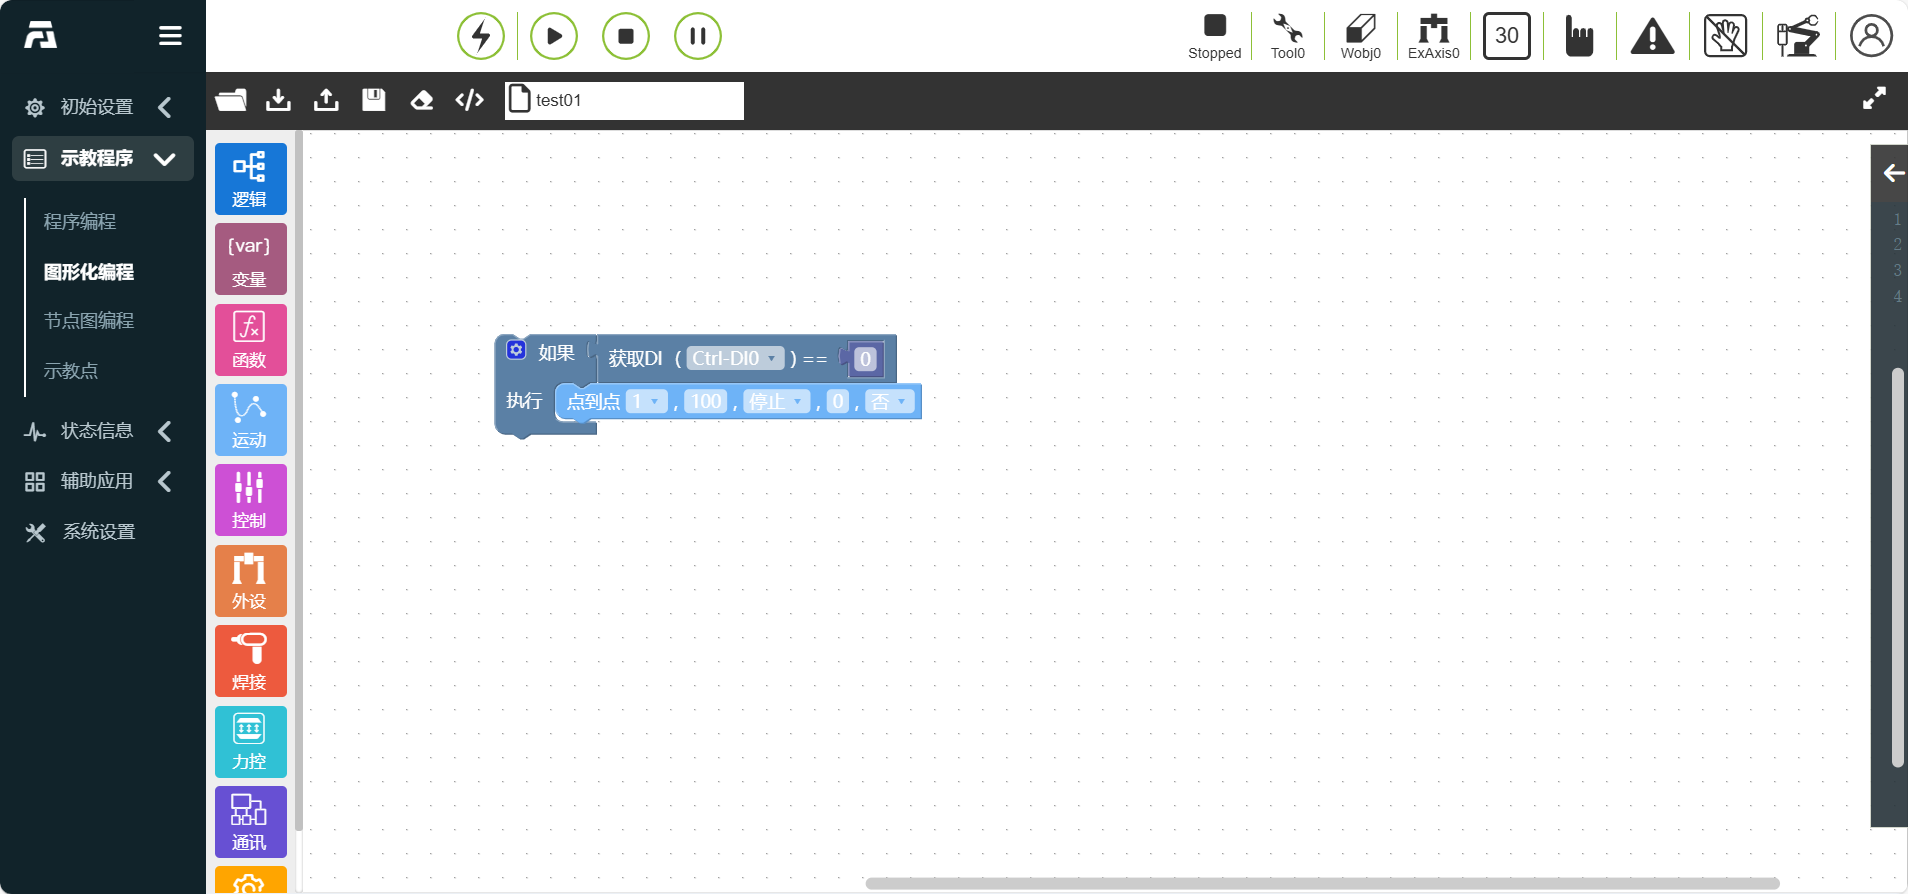 Stopped
Tool0
Wobj0
ExAxis0
30
test01
初始设置
示教程序
程序编程
图形化编程
节点图编程
示教点
状态信息
辅助应用
系统设置
逻辑
{var}
变量
fx
函数
运动
控制
外设
焊接
力控
通讯
如果 获取DI ( Ctrl-DI0 ) == 0
执行 点到点 1 , 100 , 停止 , 0 , 否
1
2
3
4